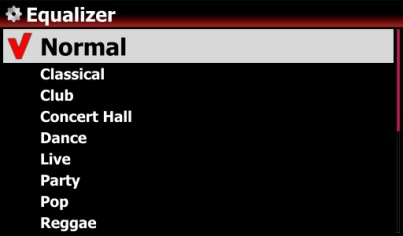 Equalizer
Normal
Classical
Club
Concert Hall
Dance
Live
Party
Pop
Reggae